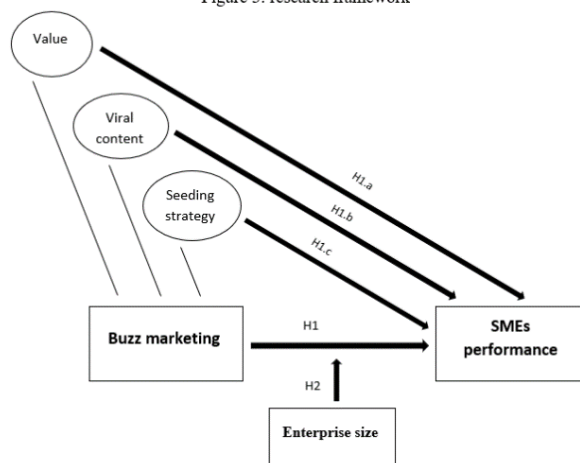 Figure 3: research framework
Value
Viral
content
Seeding
strategy
H1.a
H1.b
H1.c
Buzz marketing
H1
SMEs
performance
H2
Enterprise size